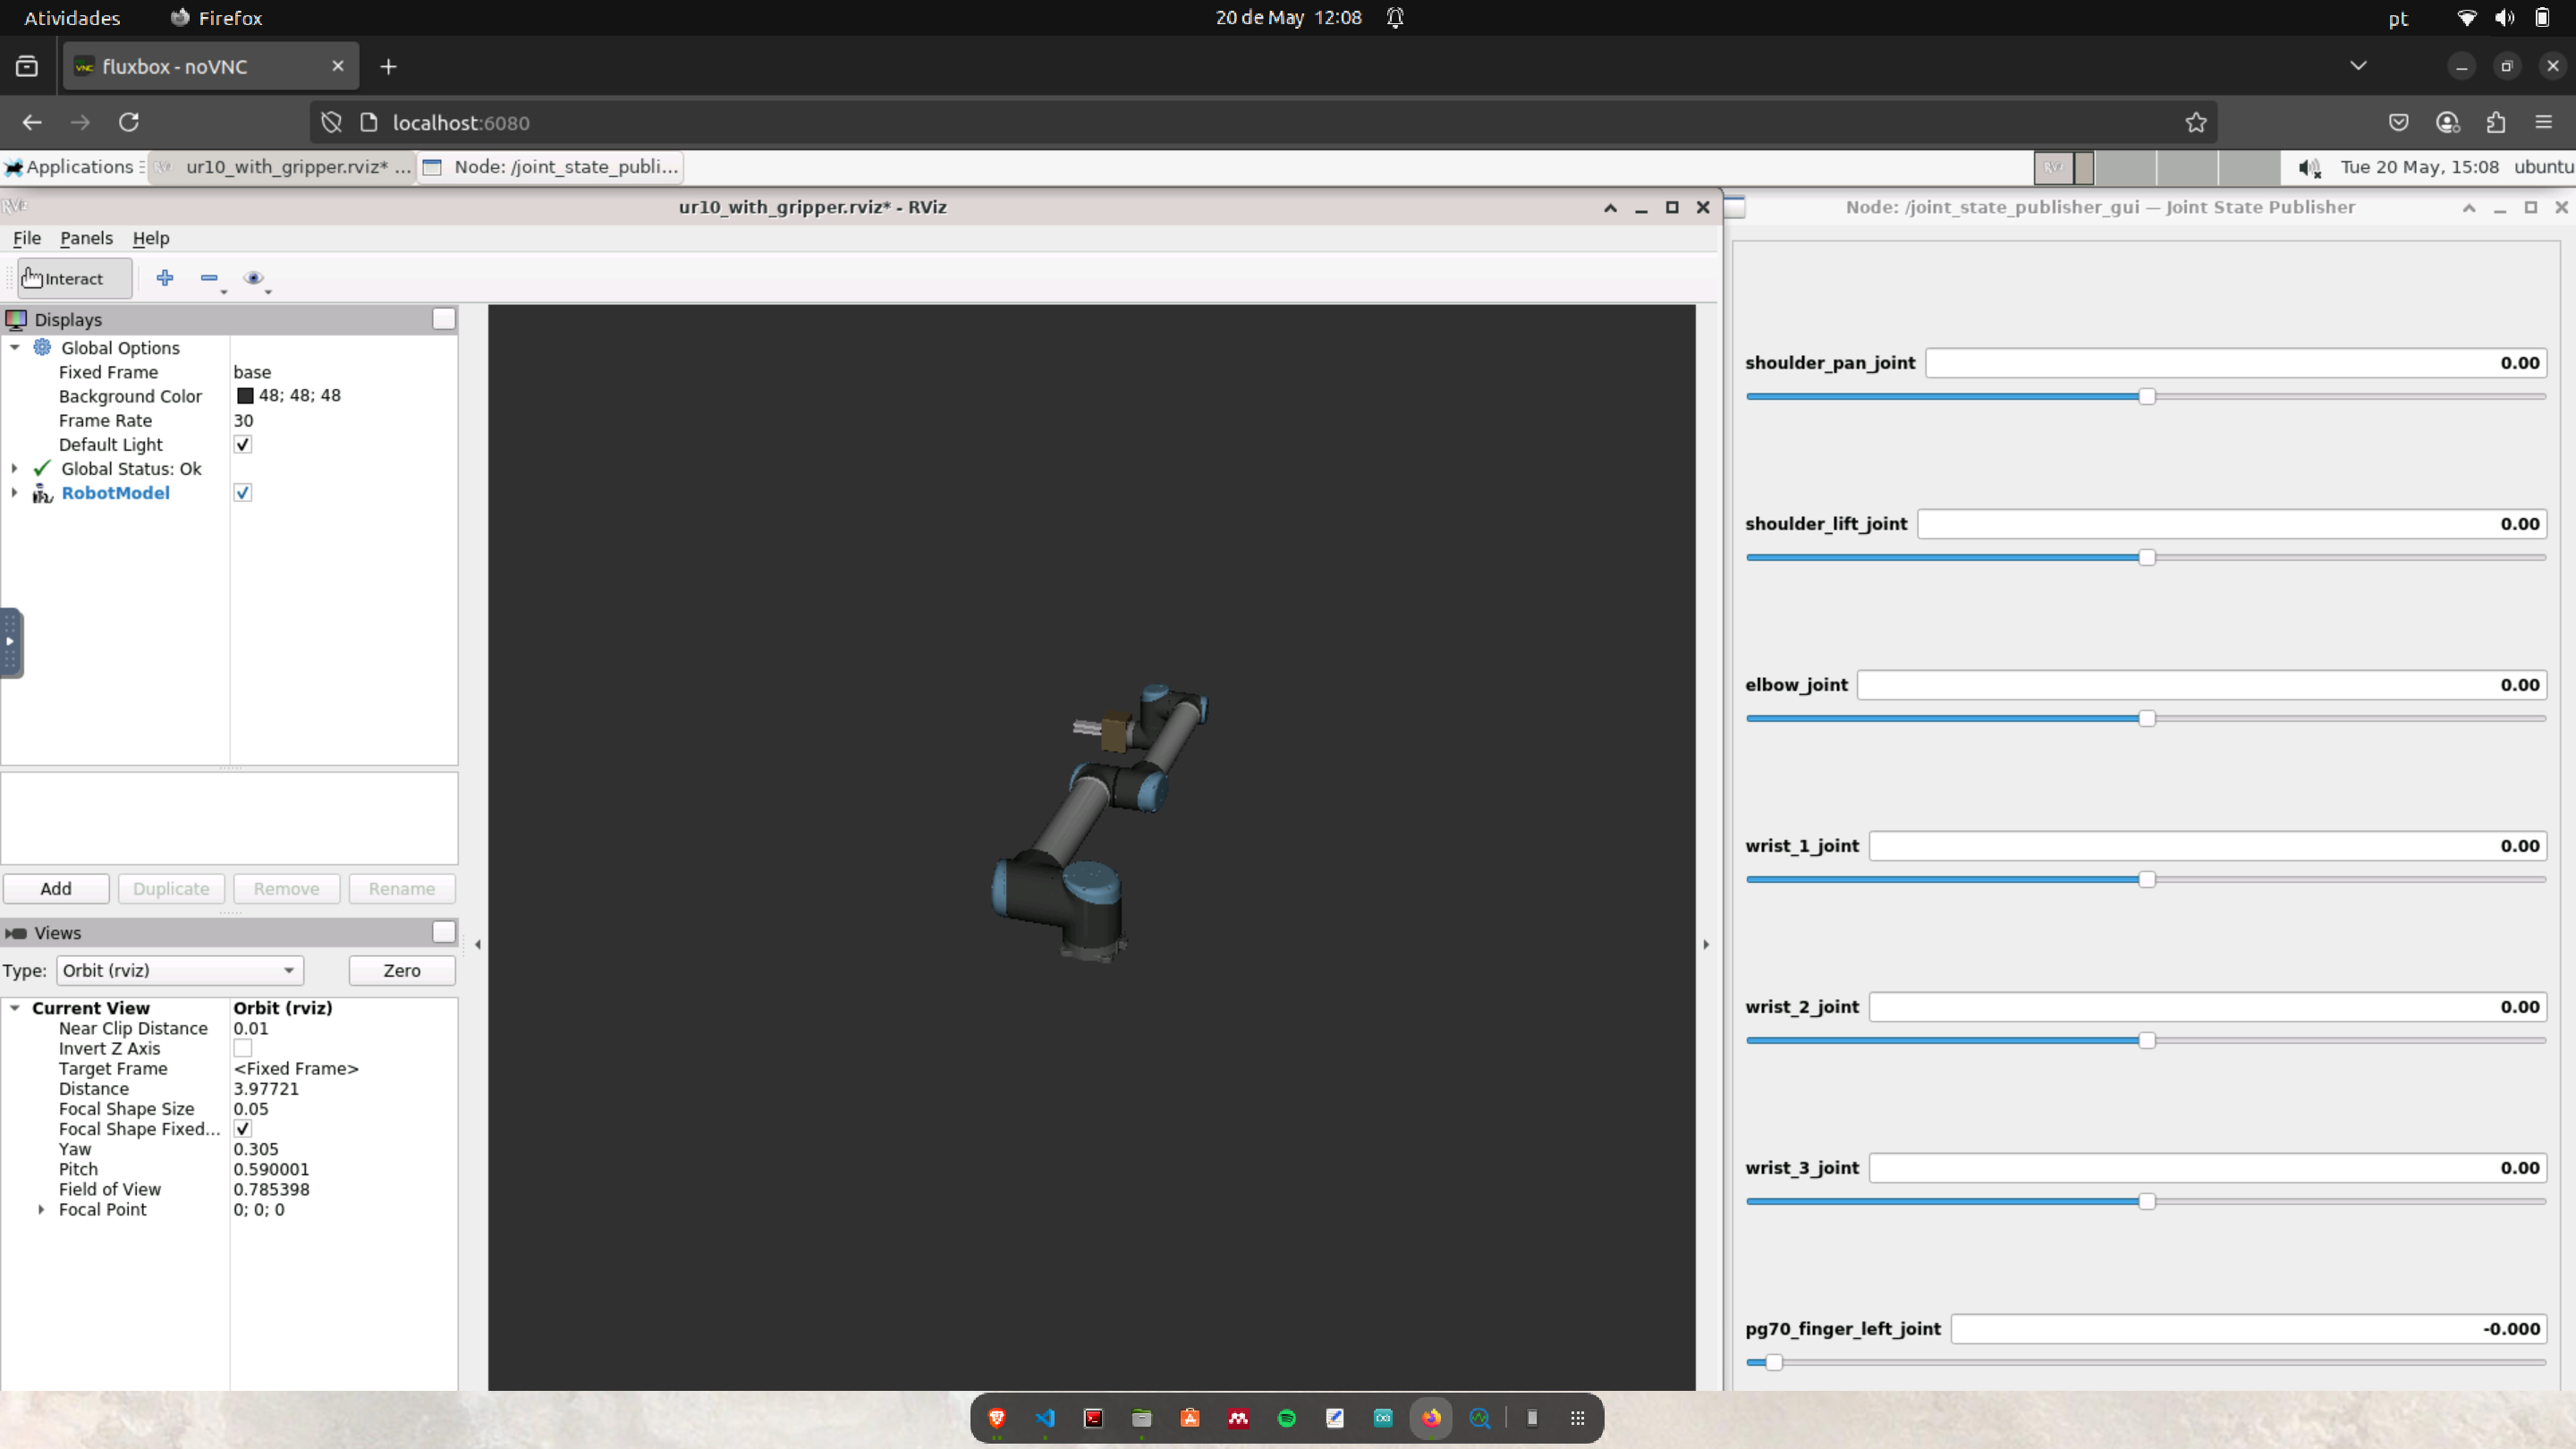 Atividades Firefox 20 de May 12:08 pt
fluxbox - noVNC
localhost:6080
Applications ur10_with_gripper.rviz* ... Node: /joint_state_publi... Tue 20 May, 15:08 ubuntu
ur10_with_gripper.rviz* - RViz
File Panels Help
Interact
Displays
Global Options
Fixed Frame base
Background Color 48; 48; 48
Frame Rate 30
Default Light
Global Status: Ok
RobotModel
Add Duplicate Remove Rename
Views
Type: Orbit (rviz) Zero
Current View Orbit (rviz)
Near Clip Distance 0.01
Invert Z Axis
Target Frame <Fixed Frame>
Distance 3.97721
Focal Shape Size 0.05
Focal Shape Fixed...
Yaw 0.305
Pitch 0.590001
Field of View 0.785398
Focal Point 0; 0; 0
Node: /joint_state_publisher_gui — Joint State Publisher
shoulder_pan_joint 0.00
shoulder_lift_joint 0.00
elbow_joint 0.00
wrist_1_joint 0.00
wrist_2_joint 0.00
wrist_3_joint 0.00
pg70_finger_left_joint -0.000